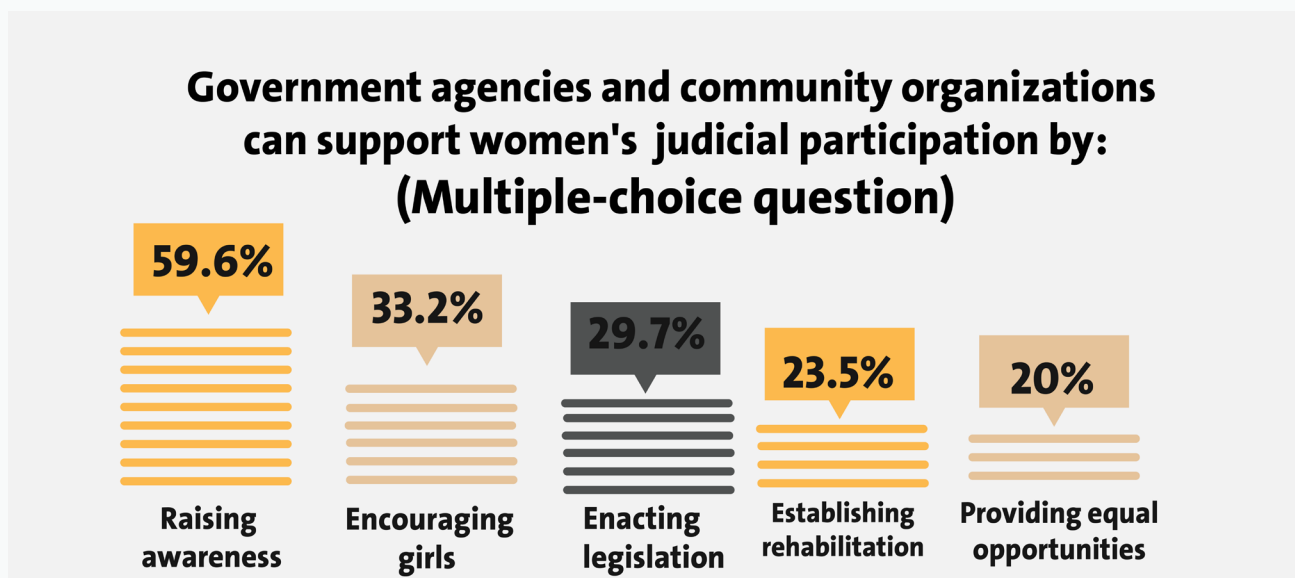 Government agencies and community organizations
can support women's judicial participation by:
(Multiple-choice question)
59.6%
33.2%
29.7%
23.5%
20%
Raising
awareness
Encouraging
girls
Enacting
legislation
Establishing
rehabilitation
Providing equal
opportunities